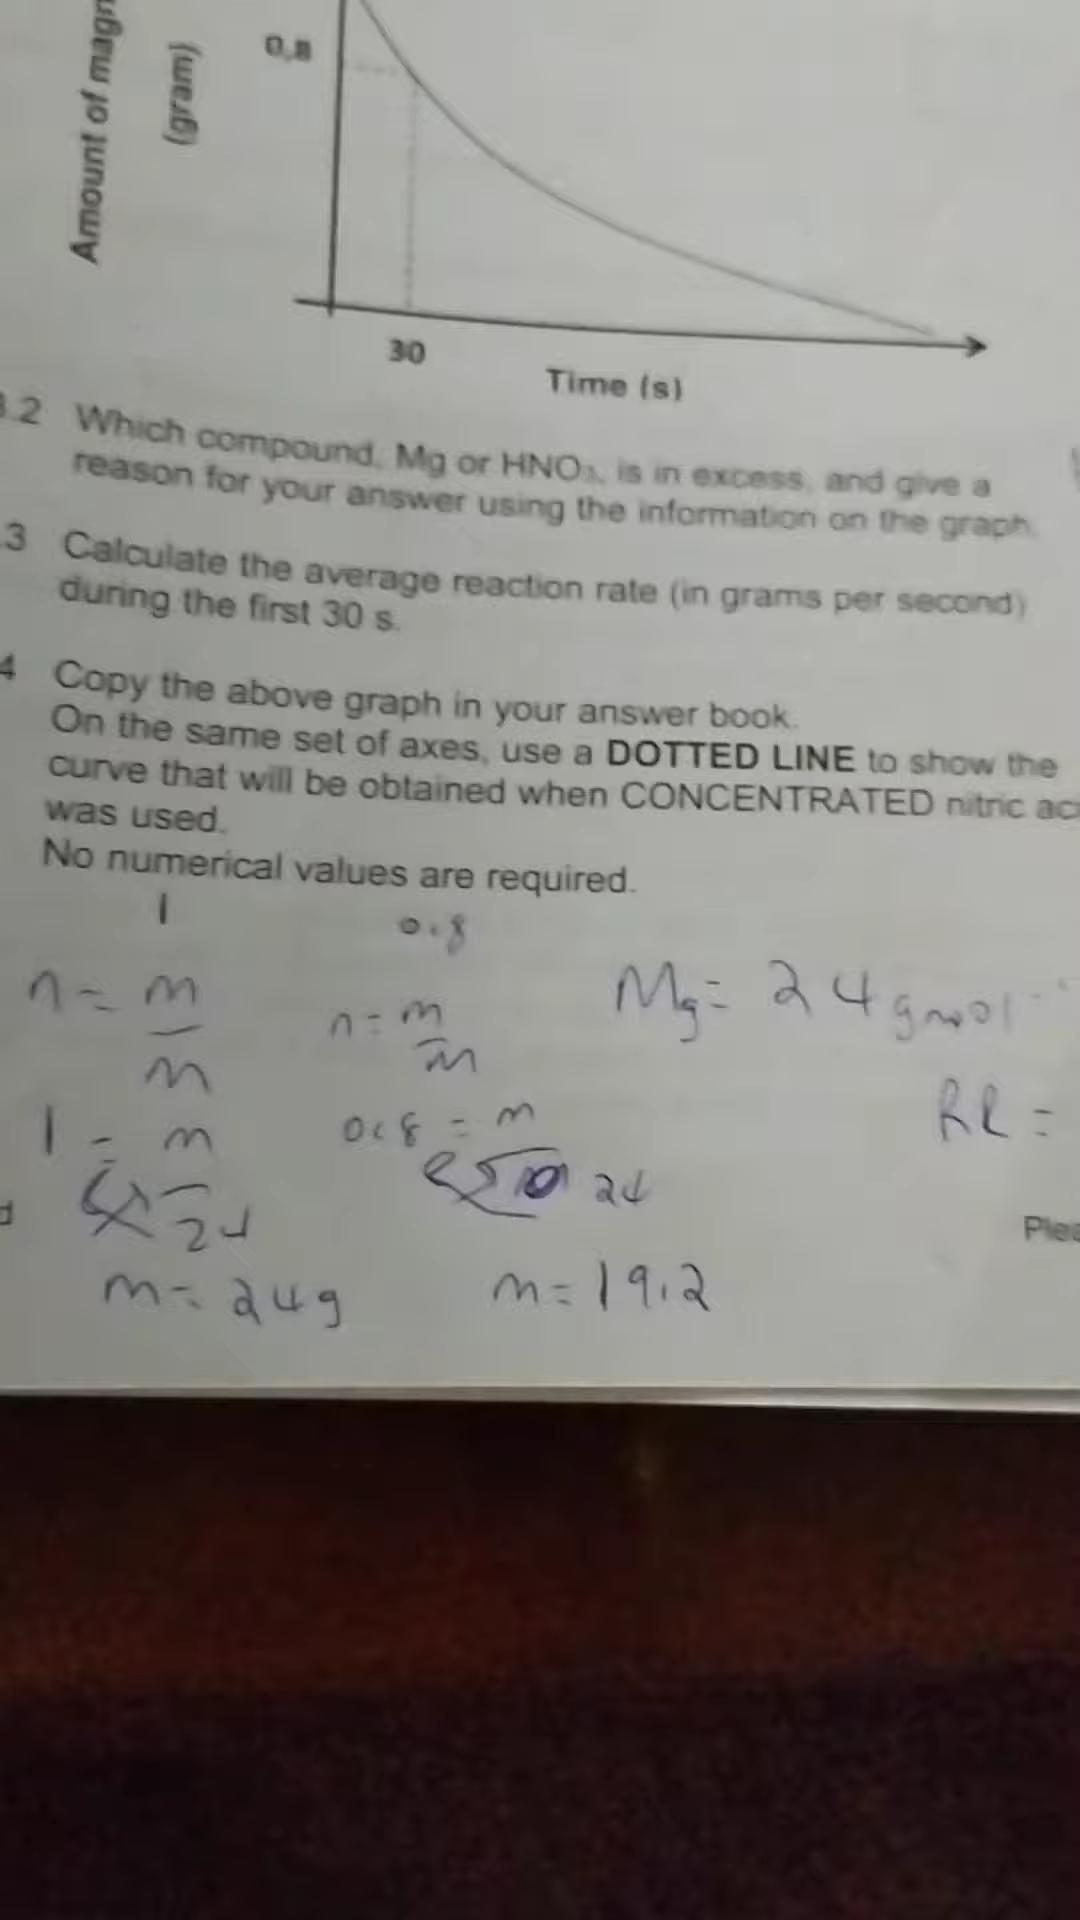 Amount of magn
(gram)
0,8
30
Time (s)
.2 Which compound, Mg or HNO₃, is in excess, and give a
reason for your answer using the information on the graph.
.3 Calculate the average reaction rate (in grams per second)
during the first 30 s.
4 Copy the above graph in your answer book.
On the same set of axes, use a DOTTED LINE to show the
curve that will be obtained when CONCENTRATED nitric ac
was used.
No numerical values are required.
1 0.8
n = m/m n = m/m Mg = 24 gmol
1 = m/24 0.8 = m/24 RR =
d Plea
m = 24g m = 19.2